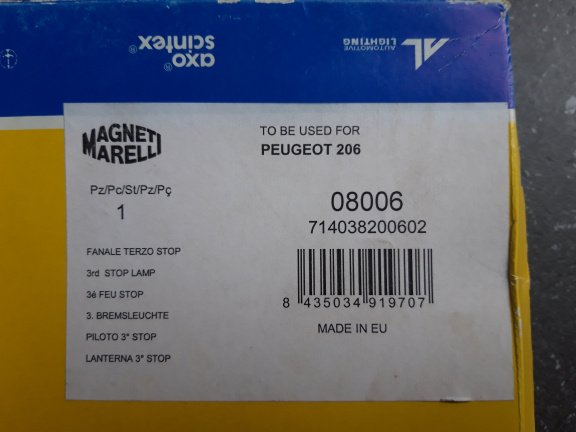 axo
scintex®
®
AL
AUTOMOTIVE
LIGHTING
MAGNETI
MARELLI
TO BE USED FOR
PEUGEOT 206
Pz/Pc/St/Pz/Pç
1
08006
714038200602
FANALE TERZO STOP
3rd STOP LAMP
3é FEU STOP
3. BREMSLEUCHTE
PILOTO 3° STOP
LANTERNA 3° STOP
8 435034 919707
MADE IN EU